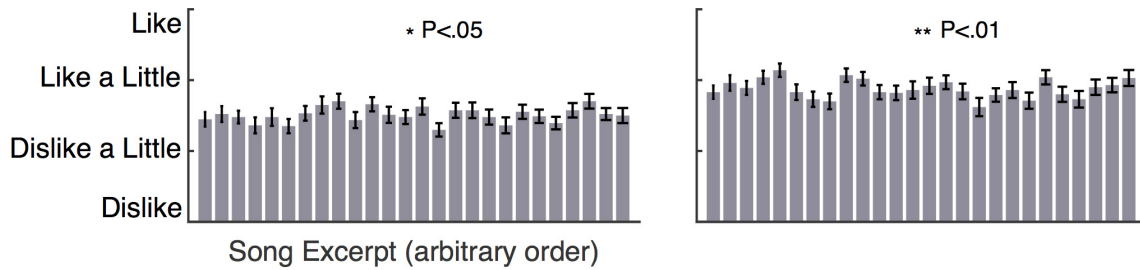 Like
* P<.05
** P<.01
Like a Little
Dislike a Little
Dislike
Song Excerpt (arbitrary order)